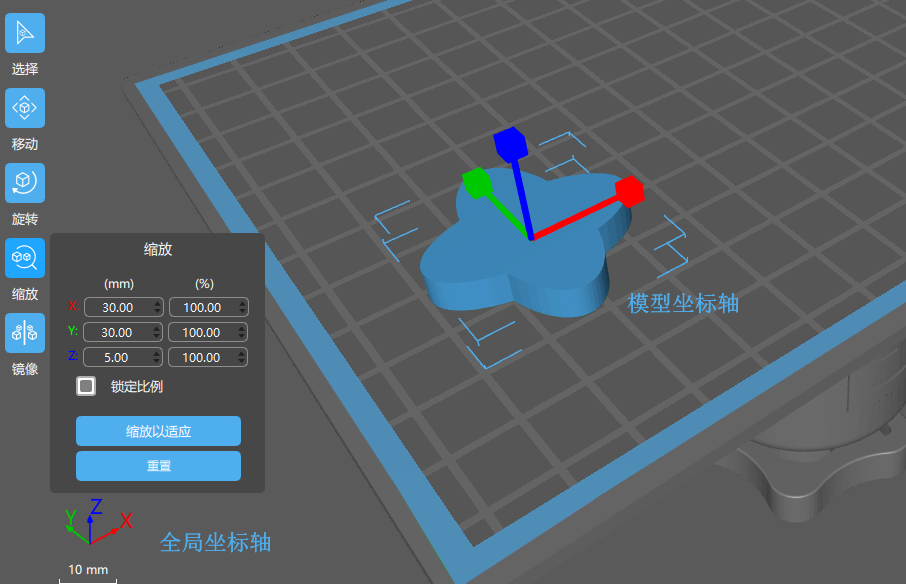 选择
移动
旋转
缩放
镜像
缩放
(mm) (%)
X: 30.00 100.00
Y: 30.00 100.00
Z: 5.00 100.00
锁定比例
缩放以适应
重置
模型坐标轴
Y Z X
全局坐标轴
10 mm